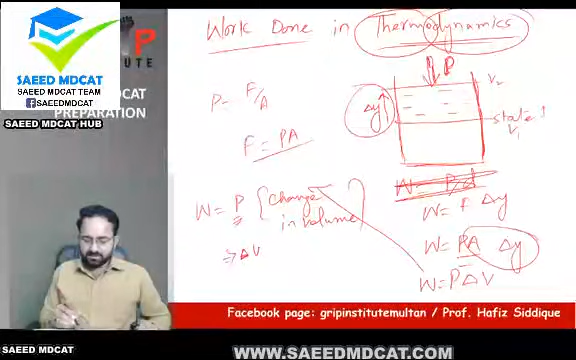 Work Done in Thermodynamics
SAEED MDCAT
SAEED MDCAT TEAM
f SAEEDMDCAT
SAEED MDCAT HUB
P
UTE
DCAT
PREPARATION
P = F/A
F = PA
W = P { Change in Volume }
⇒ ΔV
P
V₂
Δy
state 1
V₁
W = F Δy
W = PA Δy
W = PΔV
Facebook page: gripinstitutemultan / Prof. Hafiz Siddique
SAEED MDCAT
WWW.SAEEDMDCAT.COM